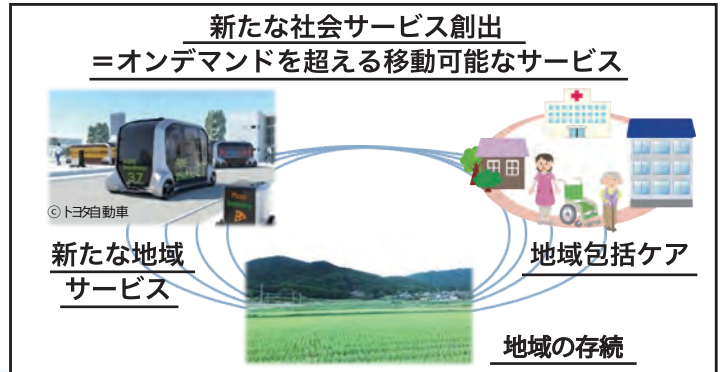 新たな社会サービス創出
＝オンデマンドを超える移動可能なサービス
©トヨタ自動車
新たな地域
サービス
地域包括ケア
地域の存続